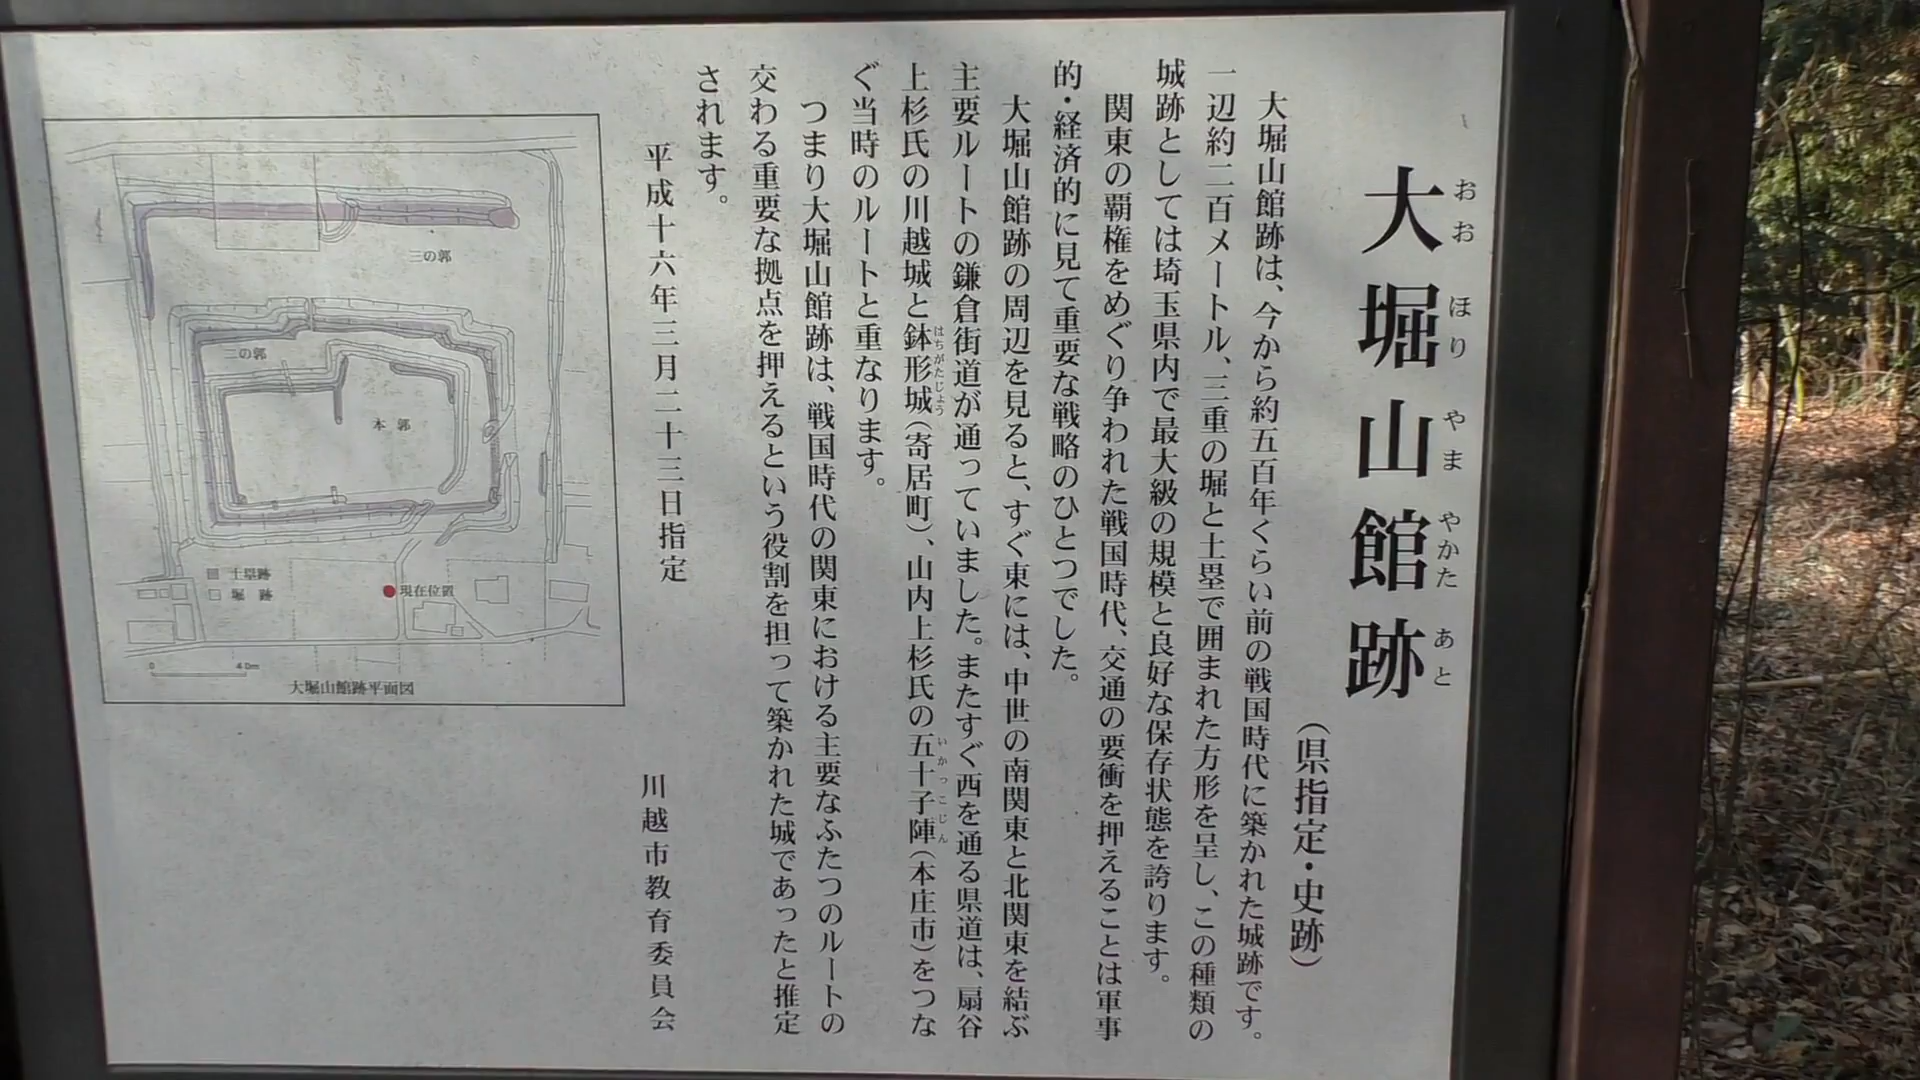 大堀山館跡
おお ほり やま やかた あと
（県指定・史跡）
大堀山館跡は、今から約五百年くらい前の戦国時代に築かれた城跡です。
一辺約二百メートル、三重の堀と土塁で囲まれた方形を呈し、この種類の
城跡としては埼玉県内で最大級の規模と良好な保存状態を誇ります。
関東の覇権をめぐり争われた戦国時代、交通の要衝を押えることは軍事
的・経済的に見て重要な戦略のひとつでした。
大堀山館跡の周辺を見ると、すぐ東には、中世の南関東と北関東を結ぶ
主要ルートの鎌倉街道が通っていました。またすぐ西を通る県道は、扇谷
上杉氏の川越城と鉢形城（寄居町）、山内上杉氏の五十子陣（本庄市）をつな
はちがたじょう
いかっこじん
ぐ当時のルートと重なります。
つまり大堀山館跡は、戦国時代の関東における主要なふたつのルートの
交わる重要な拠点を押えるという役割を担って築かれた城であったと推定
されます。
平成十六年三月二十三日指定
川越市教育委員会
三の郭
二の郭
本郭
土塁跡
堀跡
現在位置
0 40m
大堀山館跡平面図